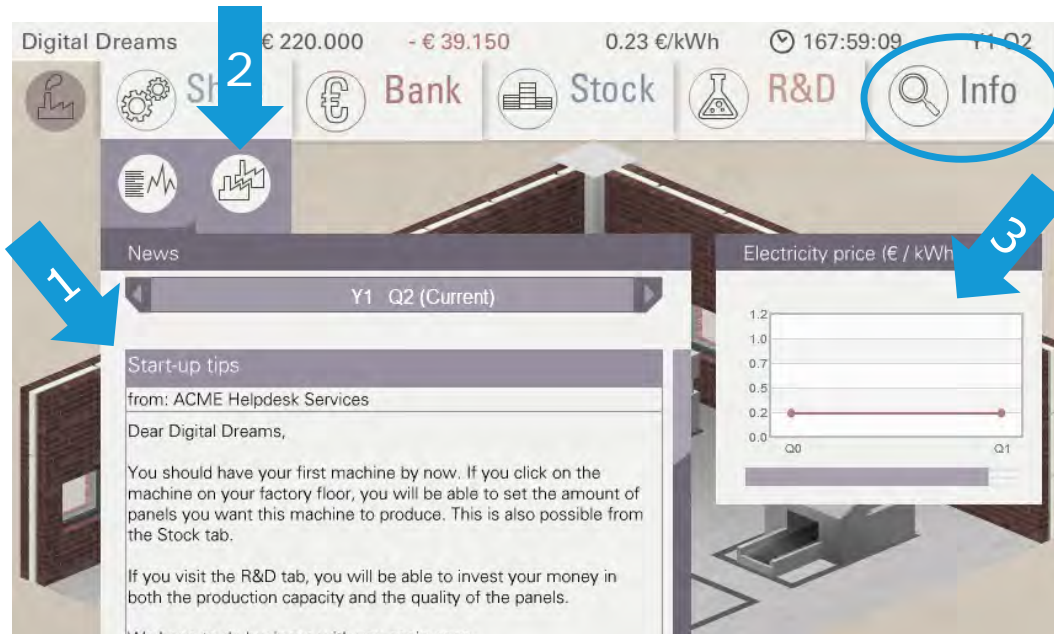 Digital Dreams € 220.000 - € 39.150 0.23 €/kWh 167:59:09 Y1 Q2
2
Bank Stock R&D Info
News
Y1 Q2 (Current)
1
Start-up tips
from: ACME Helpdesk Services
Dear Digital Dreams,
You should have your first machine by now. If you click on the
machine on your factory floor, you will be able to set the amount of
panels you want this machine to produce. This is also possible from
the Stock tab.
If you visit the R&D tab, you will be able to invest your money in
both the production capacity and the quality of the panels.
Electricity price (€ / kWh
3
1.2
1.0
0.7
0.5
0.2
0.0
Q0 Q1